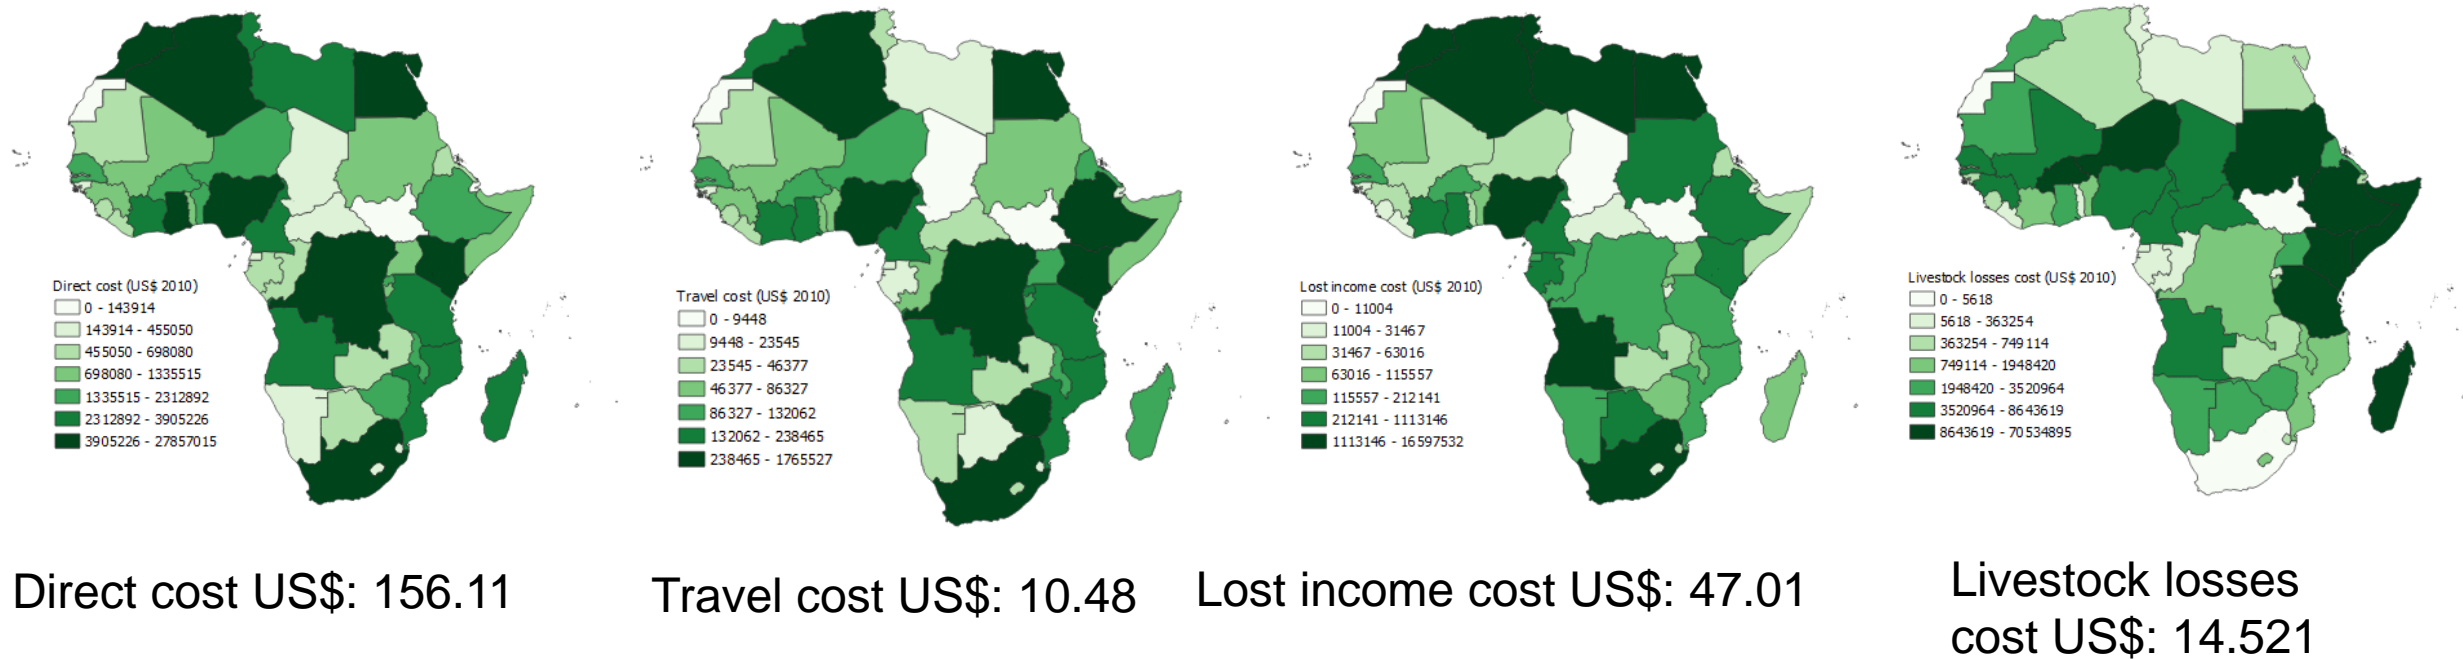 Direct cost (US$ 2010)
0 - 143914
143914 - 455050
455050 - 698080
698080 - 1335515
1335515 - 2312892
2312892 - 3905226
3905226 - 27857015
Travel cost (US$ 2010)
0 - 9448
9448 - 23545
23545 - 46377
46377 - 86327
86327 - 132062
132062 - 238465
238465 - 1765527
Lost income cost (US$ 2010)
0 - 11004
11004 - 31467
31467 - 63016
63016 - 115557
115557 - 212141
212141 - 1113146
1113146 - 16597532
Livestock losses cost (US$ 2010)
0 - 5618
5618 - 363254
363254 - 749114
749114 - 1948420
1948420 - 3520964
3520964 - 8643619
8643619 - 70534895
Direct cost US$: 156.11
Travel cost US$: 10.48
Lost income cost US$: 47.01
Livestock losses
cost US$: 14.521